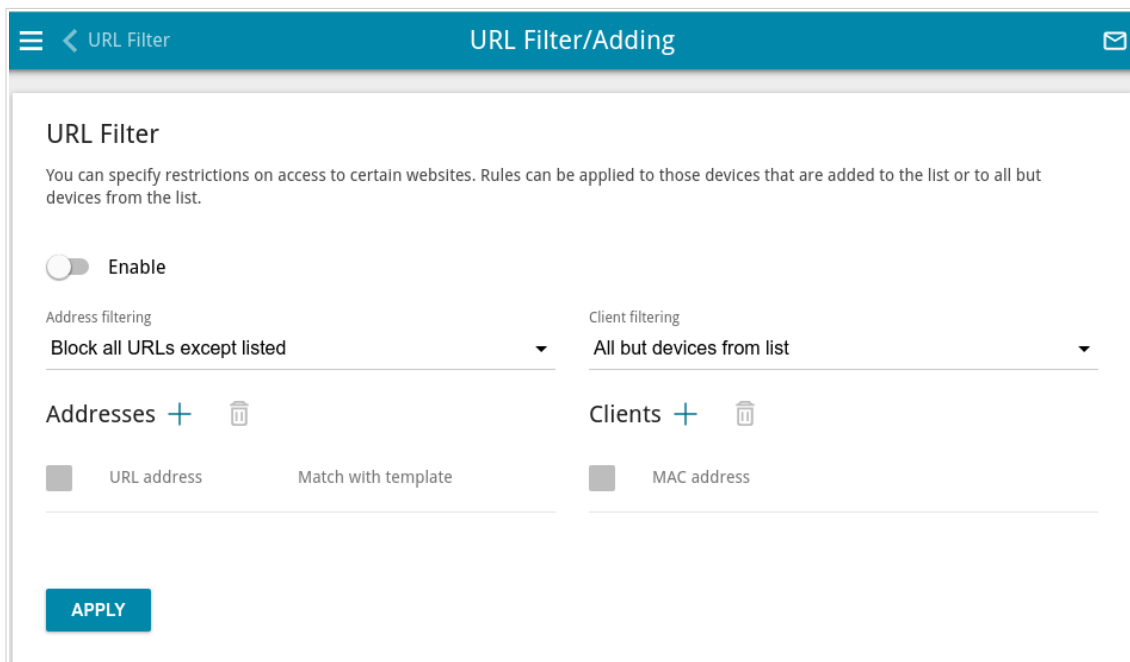 URL Filter
URL Filter/Adding
URL Filter
You can specify restrictions on access to certain websites. Rules can be applied to those devices that are added to the list or to all but
devices from the list.
Enable
Address filtering
Client filtering
Block all URLs except listed
All but devices from list
Addresses
Clients
URL address
Match with template
MAC address
APPLY